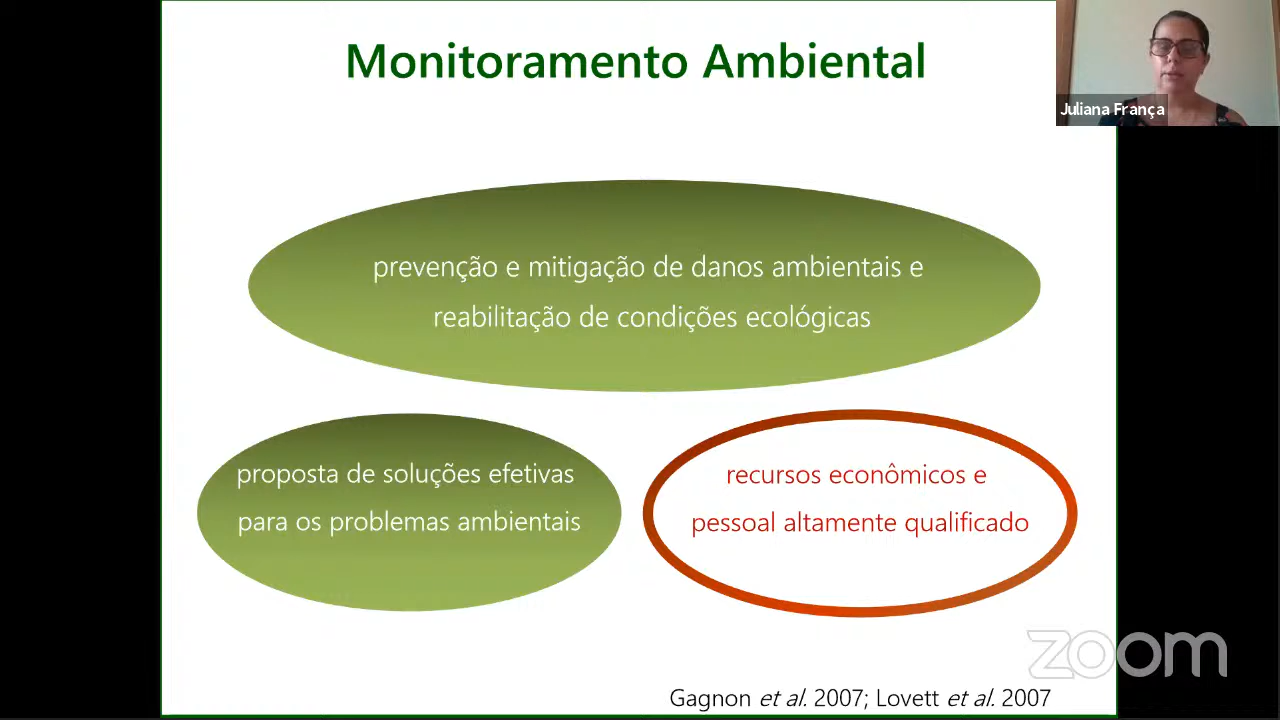 Monitoramento Ambiental
Juliana França
prevenção e mitigação de danos ambientais e
reabilitação de condições ecológicas
proposta de soluções efetivas
para os problemas ambientais
recursos econômicos e
pessoal altamente qualificado
zoom
Gagnon et al. 2007; Lovett et al. 2007